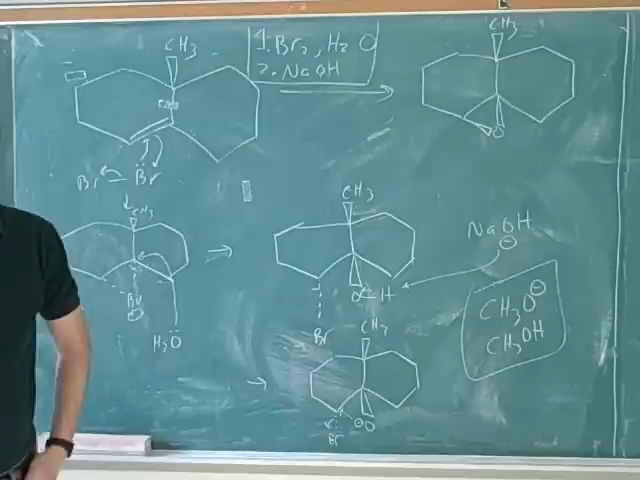 CH3
1. Br2, H2O
2. NaOH
CH3
O
Br – Br
CH3
Br
H2O
CH3
O–H
Br
NaOH
⊖
CH3O⊖
CH3OH
CH3
⊖O
Br